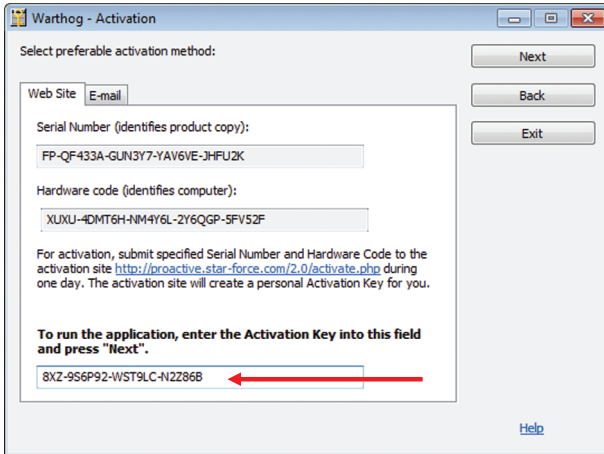 Warthog - Activation
Select preferable activation method:
Next
Web Site E-mail
Back
Serial Number (identifies product copy):
Exit
FP-QF433A-GUN3Y7-YAV6VE-JHFU2K
Hardware code (identifies computer):
XUXU-4DMT6H-NM4Y6L-2Y6QGP-5FV52F
For activation, submit specified Serial Number and Hardware Code to the
activation site http://proactive.star-force.com/2.0/activate.php during
one day. The activation site will create a personal Activation Key for you.
To run the application, enter the Activation Key into this field
and press "Next".
8XZ-9S6P92-WST9LC-N2Z86B
Help